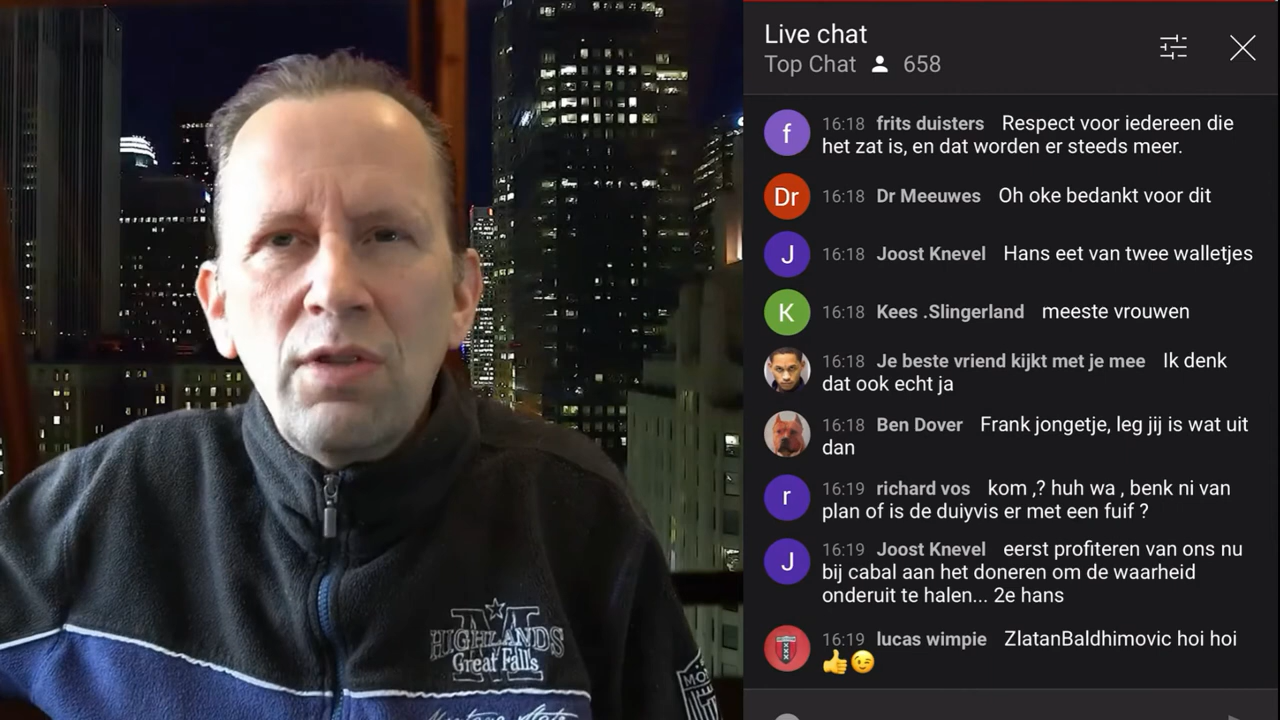 Live chat
Top Chat 658
f 16:18 frits duisters Respect voor iedereen die
het zat is, en dat worden er steeds meer.
Dr 16:18 Dr Meeuwes Oh oke bedankt voor dit
J 16:18 Joost Knevel Hans eet van twee walletjes
K 16:18 Kees .Slingerland meeste vrouwen
16:18 Je beste vriend kijkt met je mee Ik denk
dat ook echt ja
16:18 Ben Dover Frank jongetje, leg jij is wat uit
dan
r 16:19 richard vos kom ,? huh wa , benk ni van
plan of is de duiyvis er met een fuif ?
J 16:19 Joost Knevel eerst profiteren van ons nu
bij cabal aan het doneren om de waarheid
onderuit te halen... 2e hans
16:19 lucas wimpie ZlatanBaldhimovic hoi hoi
👍😉
M
HIGHLANDS
Great Falls
Montana State